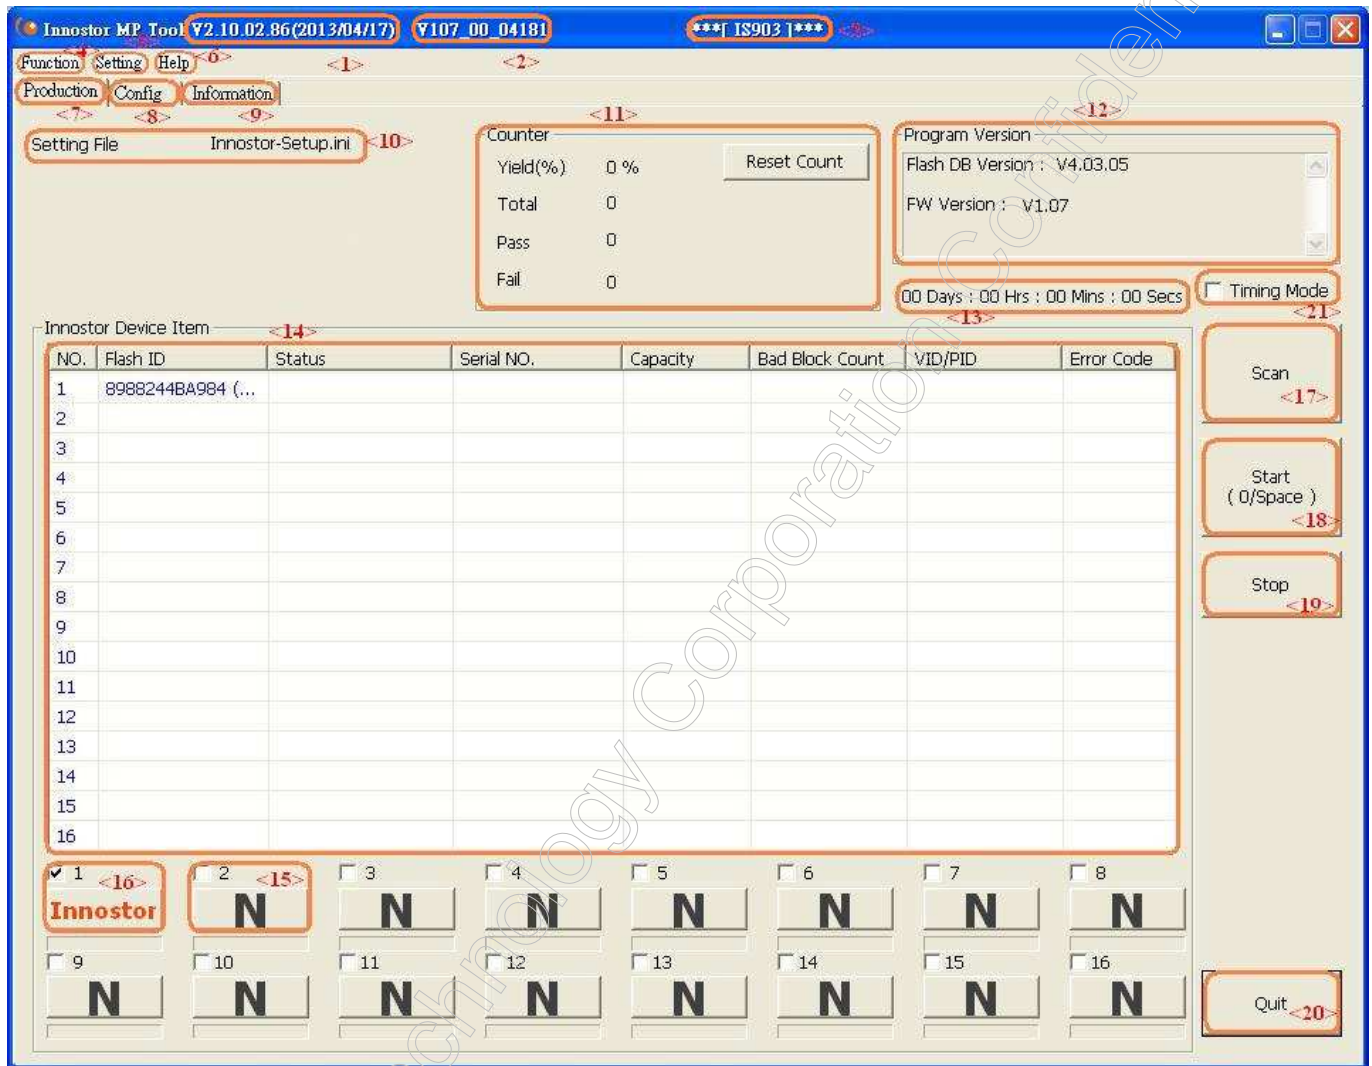 Innostor MP Tool V2.10.02.86(2013/04/17) V107_00_04181 ***[ IS903 ]*** <3>
Function Setting Help <6> <1> <2>
Production Config Information
<7> <8> <9> <11> <12>
Setting File Innostor-Setup.ini <10>
Counter
Yield(%) 0 % Reset Count
Total 0
Pass 0
Fail 0
Program Version
Flash DB Version : V4.03.05
FW Version : V1.07
00 Days : 00 Hrs : 00 Mins : 00 Secs
<13>
Timing Mode
<21>
Innostor Device Item <14>
NO. Flash ID Status Serial NO. Capacity Bad Block Count VID/PID Error Code
1 8988244BA984 (...
2
3
4
5
6
7
8
9
10
11
12
13
14
15
16
Scan
<17>
Start
( 0/Space )
<18>
Stop
<19>
1 <16> 2 <15> 3 4 5 6 7 8
Innostor N N N N N N N
9 10 11 12 13 14 15 16
N N N N N N N N
Quit <20>
Technology Corporation Confiden